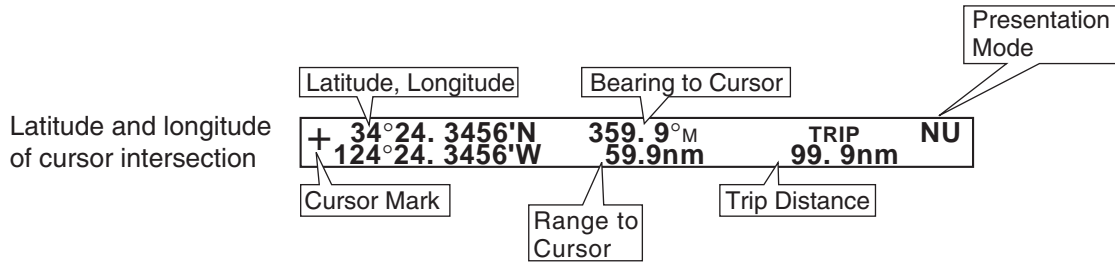 Presentation
Mode
Latitude, Longitude
Bearing to Cursor
Latitude and longitude
of cursor intersection
+ 34°24. 3456'N 359. 9°M TRIP NU
124°24. 3456'W 59.9nm 99. 9nm
Cursor Mark
Range to
Cursor
Trip Distance